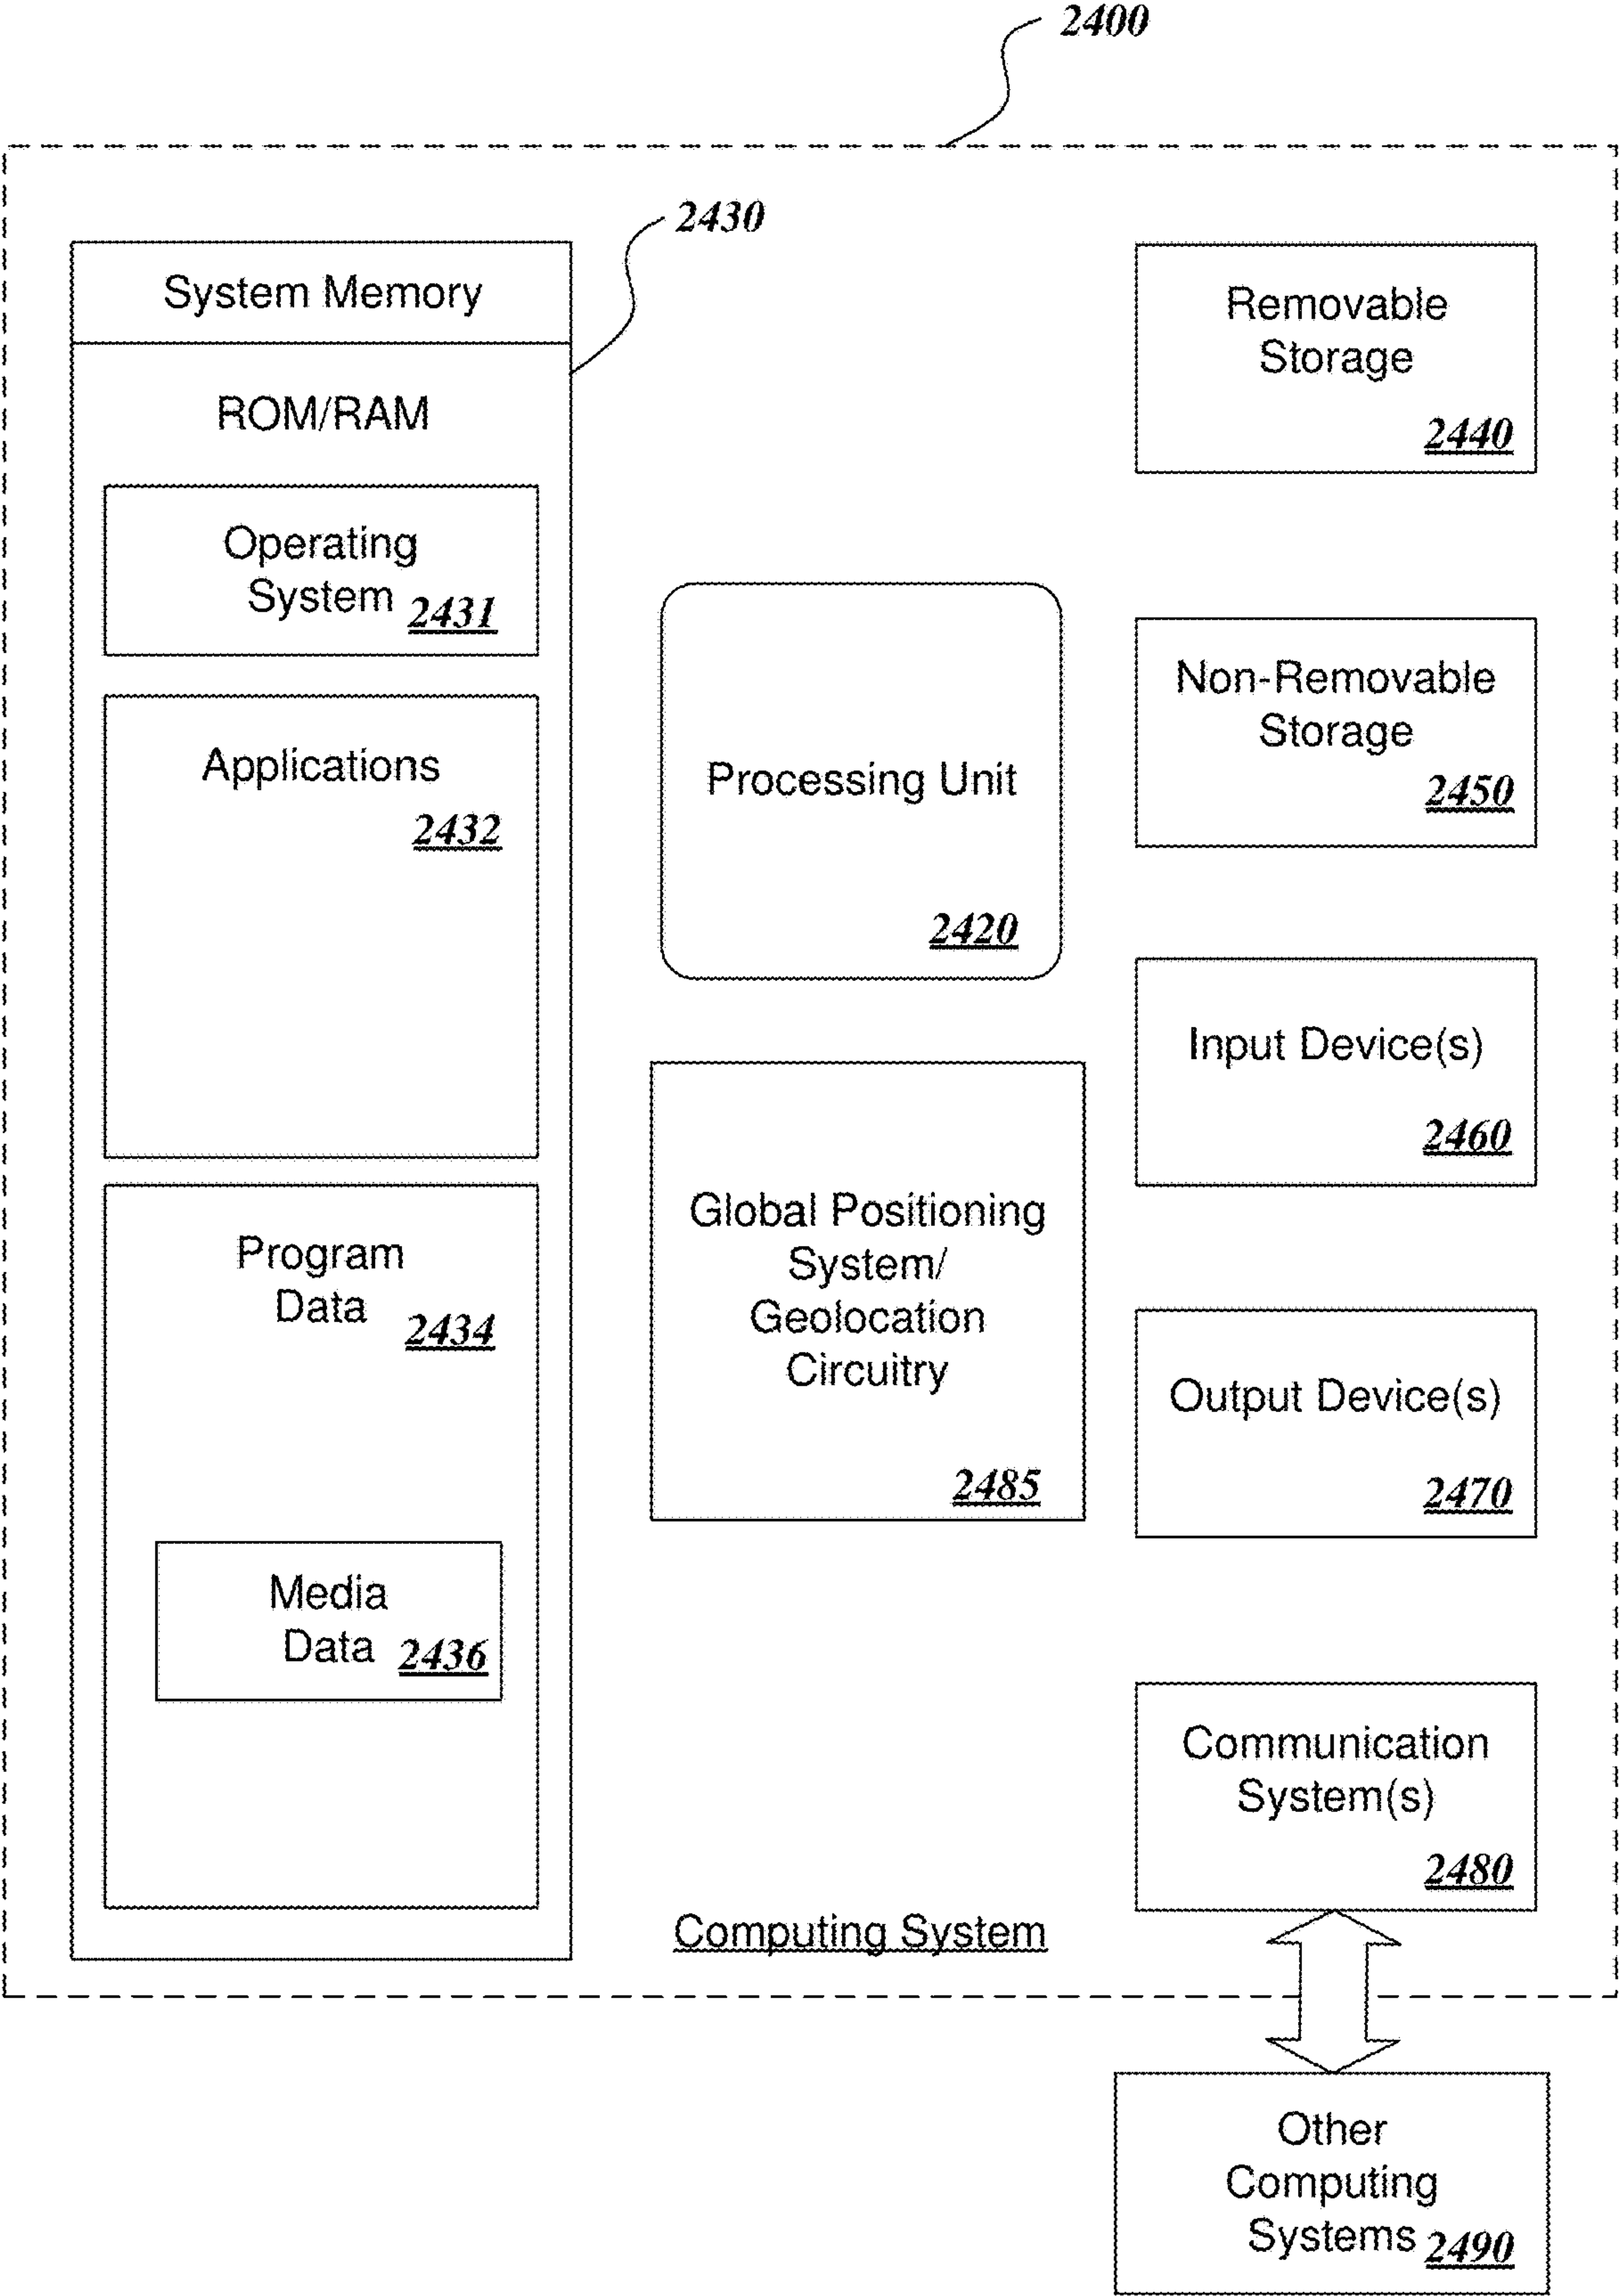 2400
2430
System Memory
ROM/RAM
Operating
System 2431
Applications
2432
Program
Data 2434
Media
Data 2436
Processing Unit
2420
Global Positioning
System/
Geolocation
Circuitry
2485
Removable
Storage
2440
Non-Removable
Storage
2450
Input Device(s)
2460
Output Device(s)
2470
Communication
System(s)
2480
Computing System
Other
Computing
Systems 2490